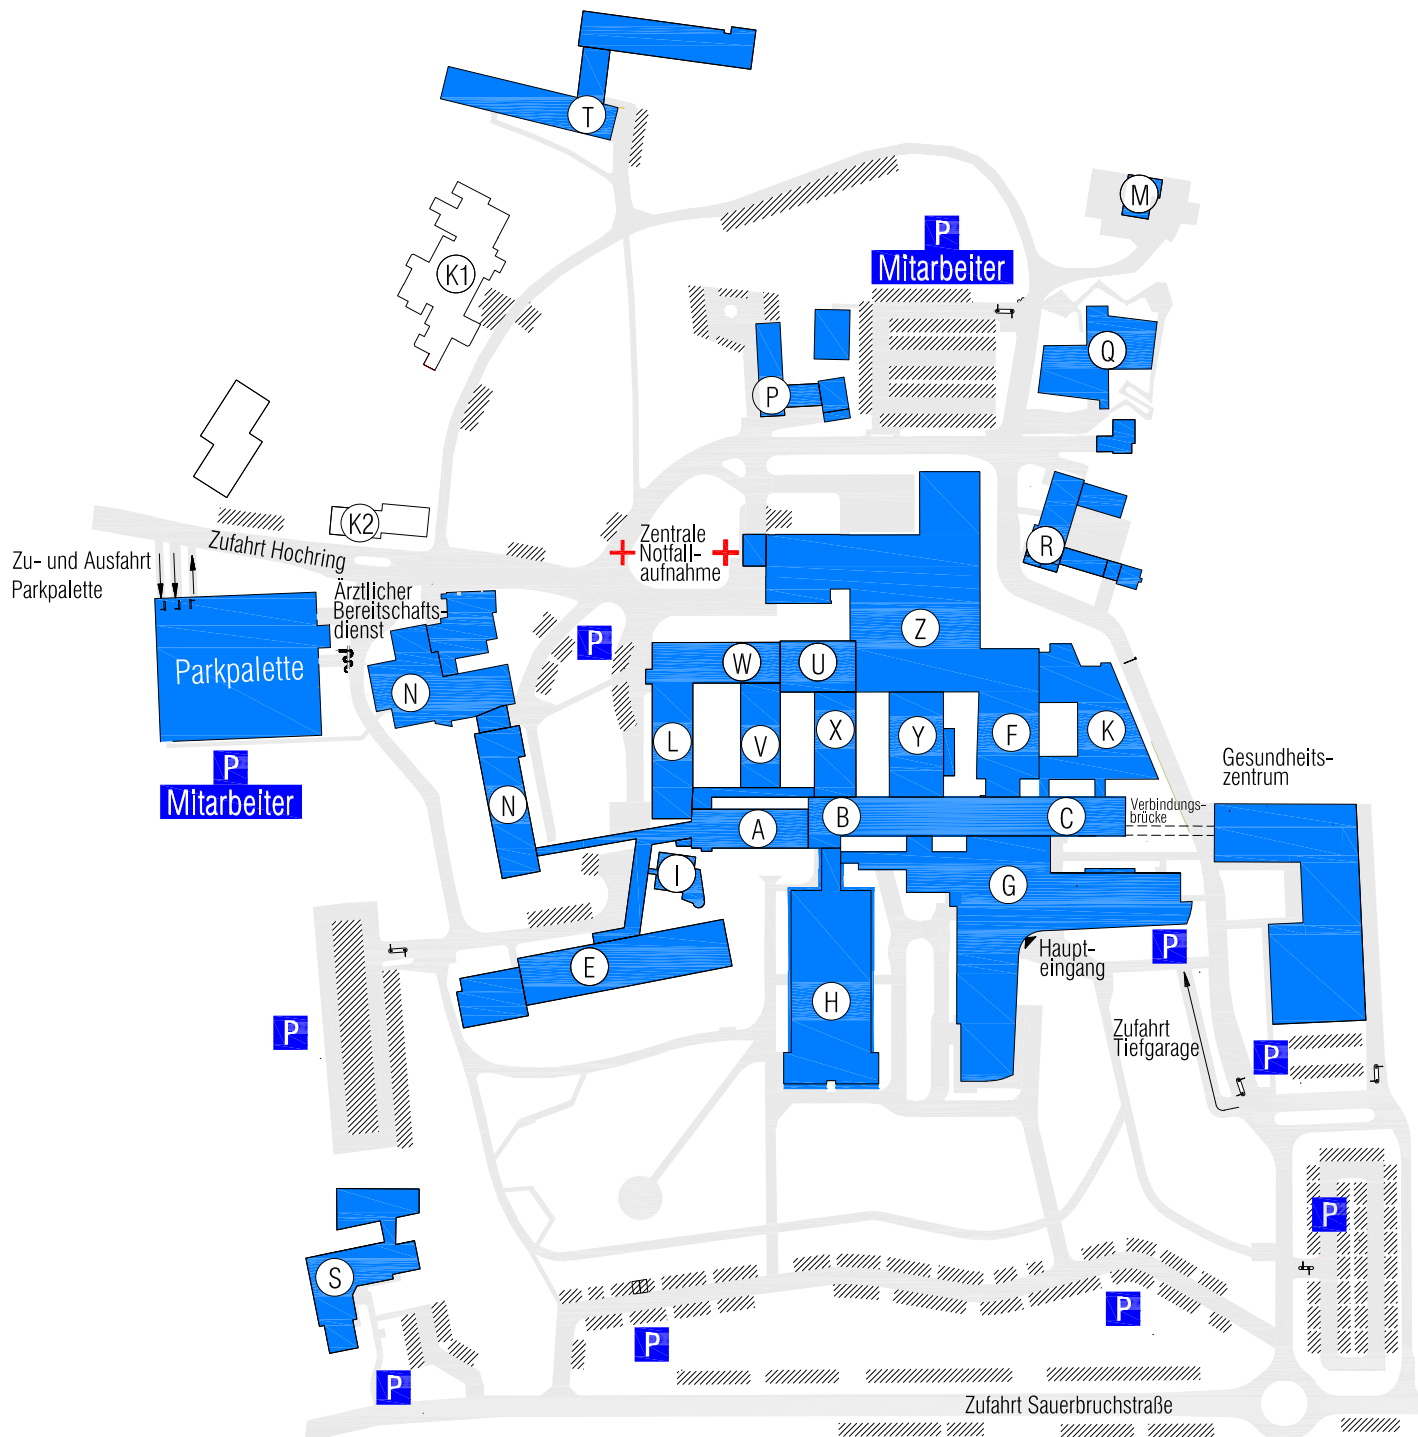 T
M
K1
P
Mitarbeiter
Q
P
K2
Zufahrt Hochring
Zentrale
Notfall-
aufnahme
R
Zu- und Ausfahrt
Parkpalette
Ärztlicher
Bereitschafts-
dienst
Parkpalette
N
P
Z
W
U
L
V
X
Y
F
K
P
Mitarbeiter
N
Gesundheits-
zentrum
A
B
C
Verbindungs-
brücke
I
G
Haupt-
eingang
P
E
H
P
Zufahrt
Tiefgarage
P
P
S
P
P
P
Zufahrt Sauerbruchstraße